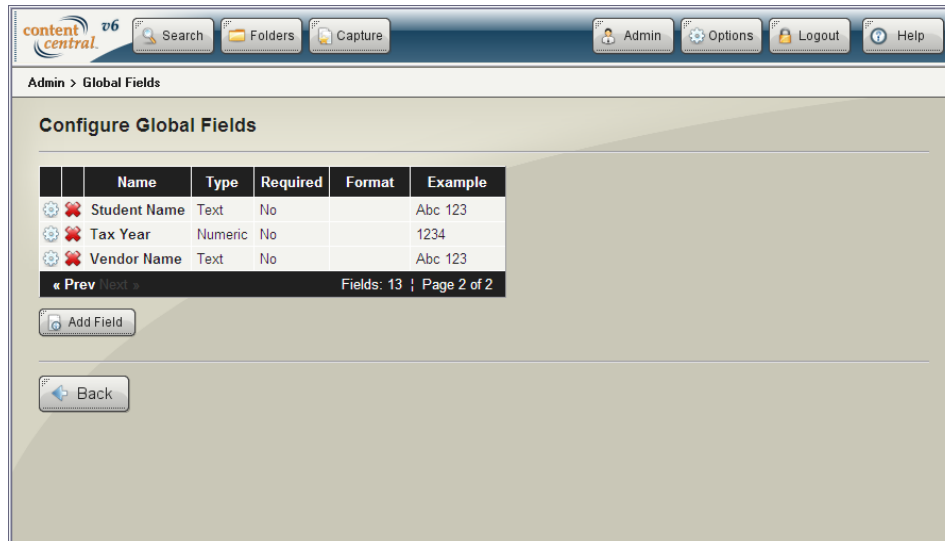 content central. v6 Search Folders Capture Admin Options Logout Help
Admin > Global Fields
Configure Global Fields
Name Type Required Format Example
Student Name Text No Abc 123
Tax Year Numeric No 1234
Vendor Name Text No Abc 123
« Prev Next » Fields: 13 ¦ Page 2 of 2
Add Field
Back